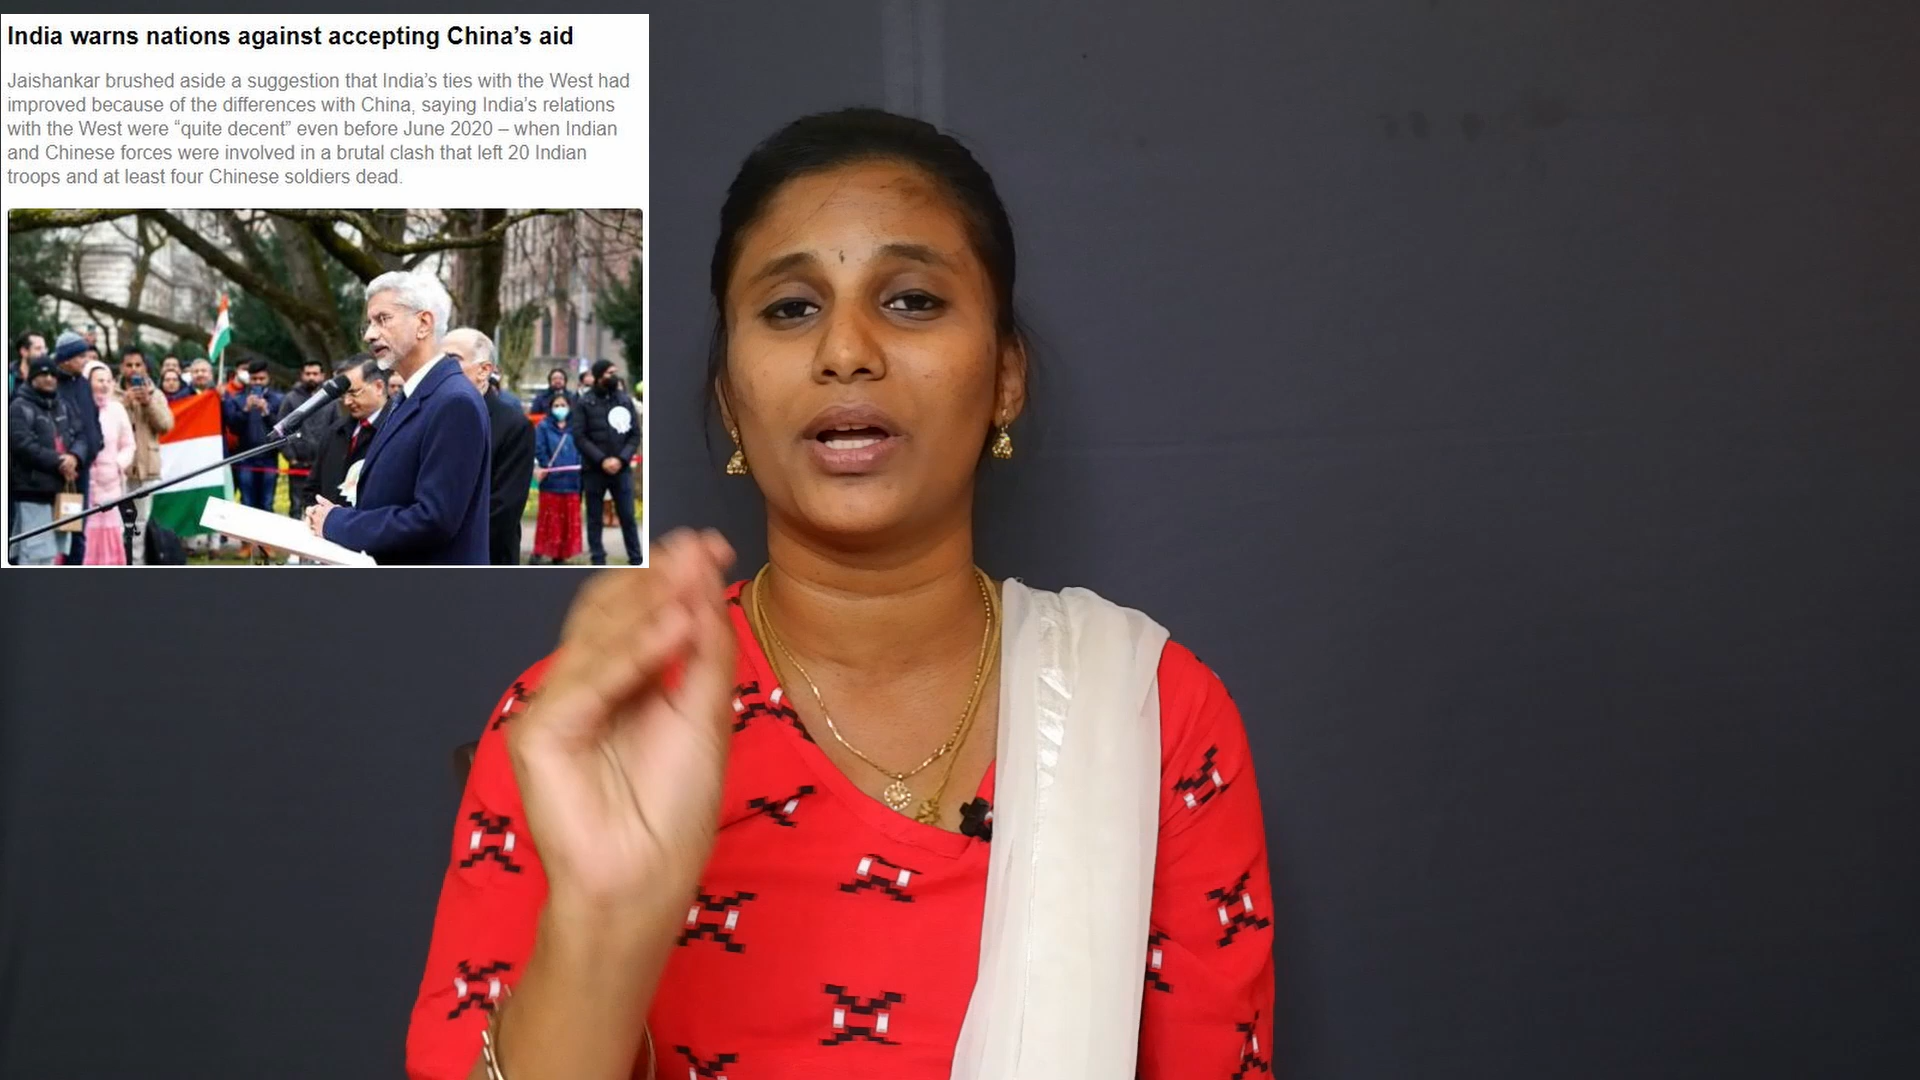 India warns nations against accepting China’s aid
Jaishankar brushed aside a suggestion that India’s ties with the West had
improved because of the differences with China, saying India’s relations
with the West were “quite decent” even before June 2020 – when Indian
and Chinese forces were involved in a brutal clash that left 20 Indian
troops and at least four Chinese soldiers dead.